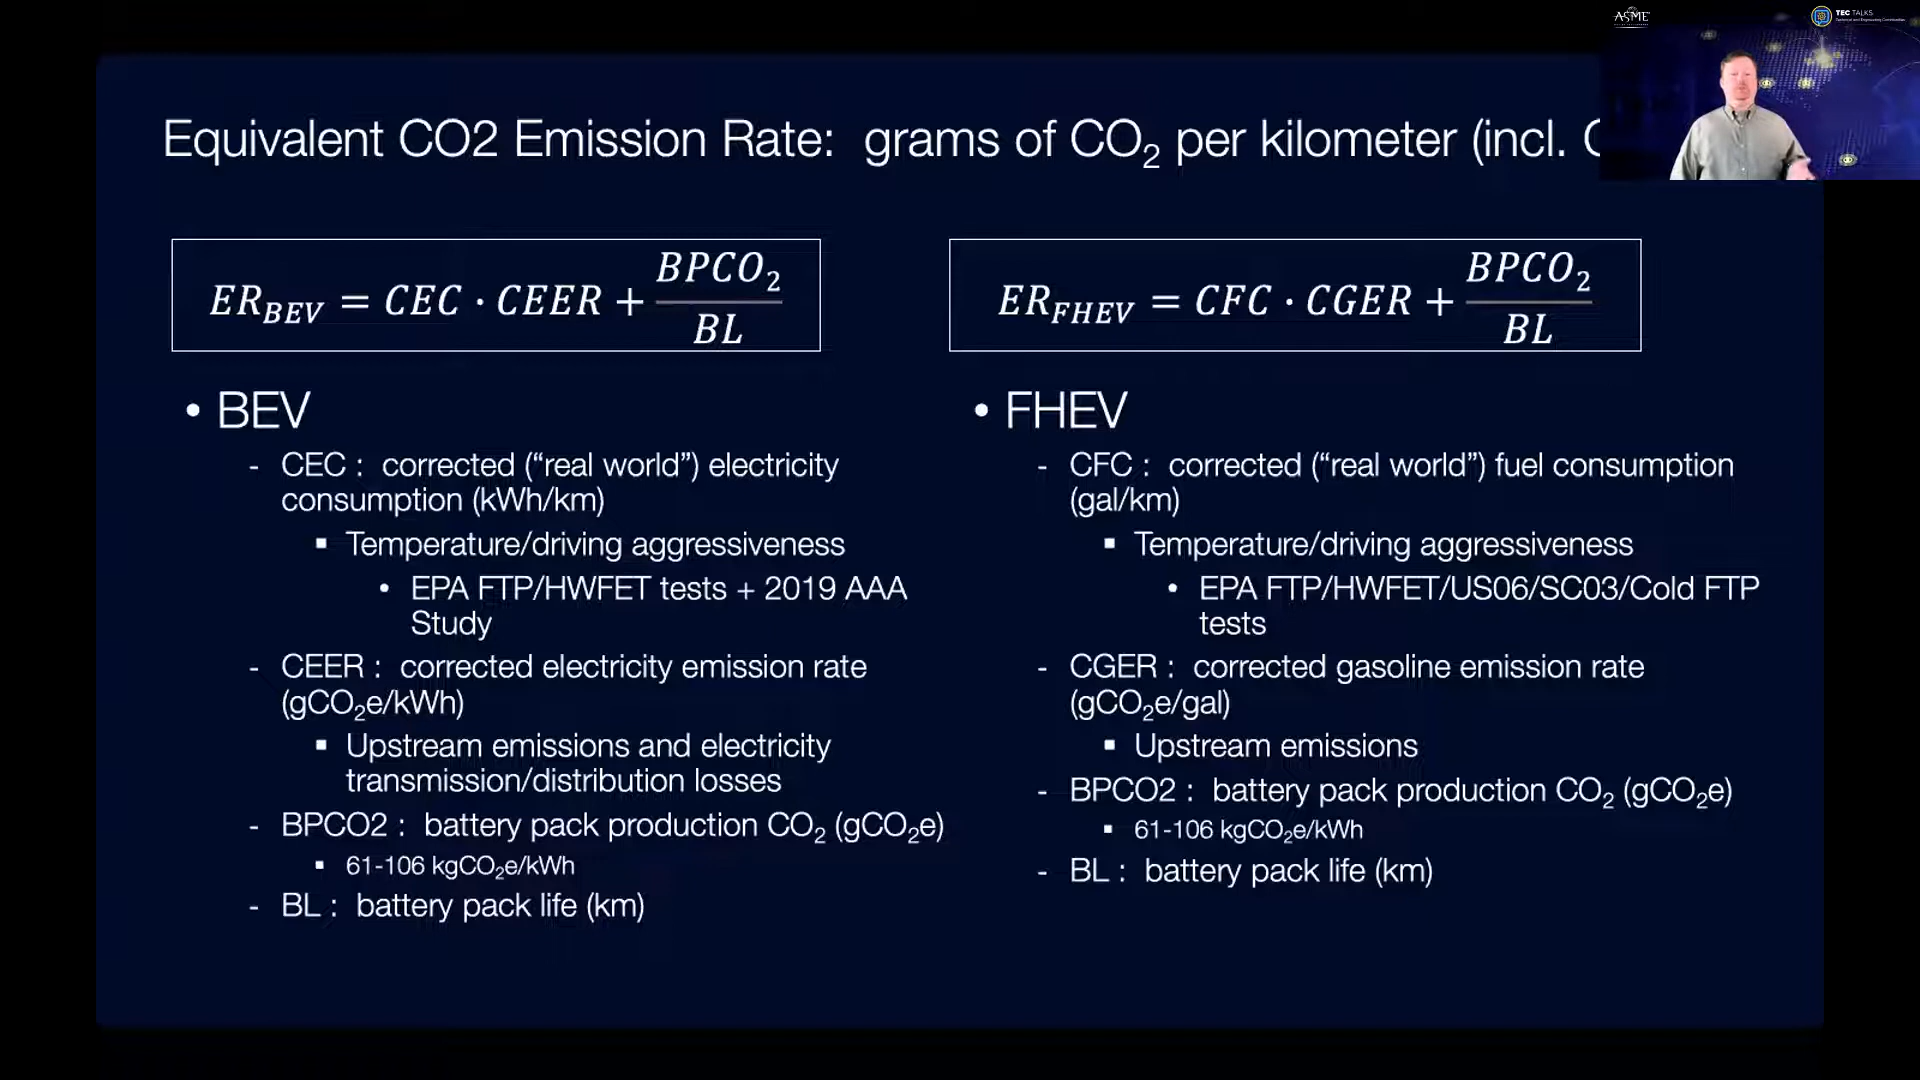 ASME
TEC TALKS
Equivalent CO2 Emission Rate: grams of CO₂ per kilometer (incl.
ER_BEV = CEC · CEER + BPCO₂ / BL
ER_FHEV = CFC · CGER + BPCO₂ / BL
• BEV
- CEC : corrected (“real world”) electricity
consumption (kWh/km)
▪ Temperature/driving aggressiveness
• EPA FTP/HWFET tests + 2019 AAA
Study
- CEER : corrected electricity emission rate
(gCO₂e/kWh)
▪ Upstream emissions and electricity
transmission/distribution losses
- BPCO2 : battery pack production CO₂ (gCO₂e)
▪ 61-106 kgCO₂e/kWh
- BL : battery pack life (km)
• FHEV
- CFC : corrected (“real world”) fuel consumption
(gal/km)
▪ Temperature/driving aggressiveness
• EPA FTP/HWFET/US06/SC03/Cold FTP
tests
- CGER : corrected gasoline emission rate
(gCO₂e/gal)
▪ Upstream emissions
- BPCO2 : battery pack production CO₂ (gCO₂e)
▪ 61-106 kgCO₂e/kWh
- BL : battery pack life (km)